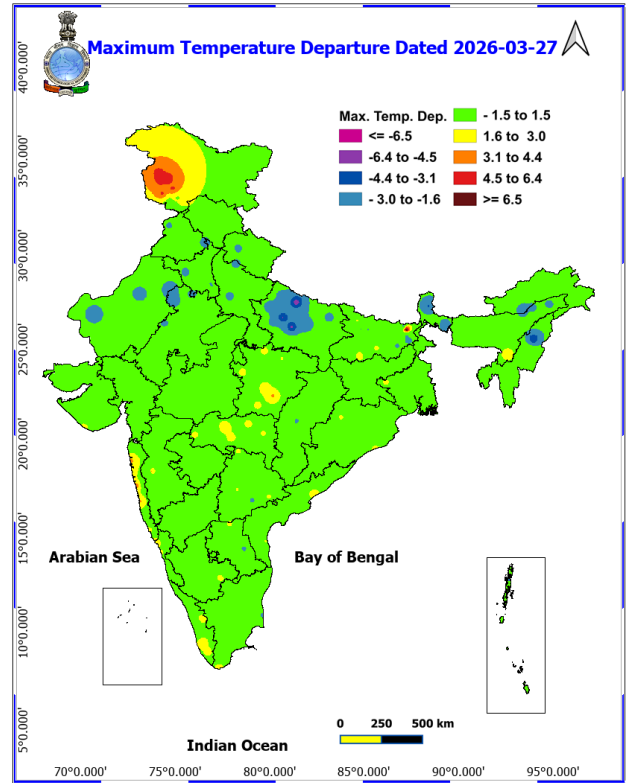 Maximum Temperature Departure Dated 2026-03-27
Max. Temp. Dep.
<= -6.5
-6.4 to -4.5
-4.4 to -3.1
- 3.0 to -1.6
- 1.5 to 1.5
1.6 to 3.0
3.1 to 4.4
4.5 to 6.4
>= 6.5
40°0.000'
35°0.000'
30°0.000'
25°0.000'
20°0.000'
15°0.000'
10°0.000'
5°0.000'
Arabian Sea
Bay of Bengal
0 250 500 km
Indian Ocean
70°0.000' 75°0.000' 80°0.000' 85°0.000' 90°0.000' 95°0.000'